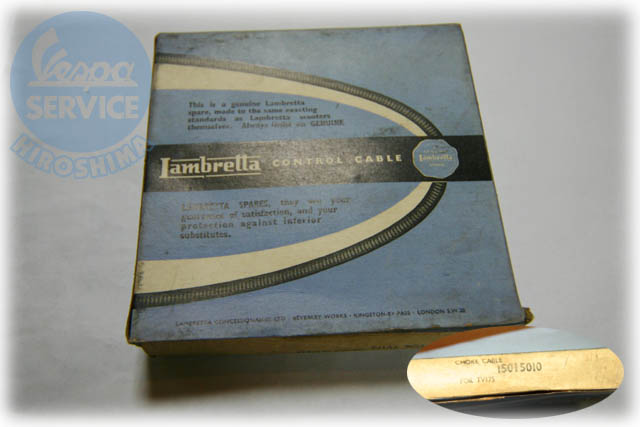 Vespa
SERVICE
HIROSHIMA
This is a genuine Lambretta
spare, made to the same exacting
standards as Lambretta scooters
themselves. Always insist on GENUINE
Lambretta CONTROL CABLE
Lambretta
LAMBRETTA SPARES, they are your
guarantee of satisfaction, and your
protection against inferior
substitutes.
LAMBRETTA CONCESSIONAIRES LTD · BEVERLEY WORKS · KINGSTON-BY-PASS · LONDON S.W.20
CHOKE CABLE
15015010
FOR TV175